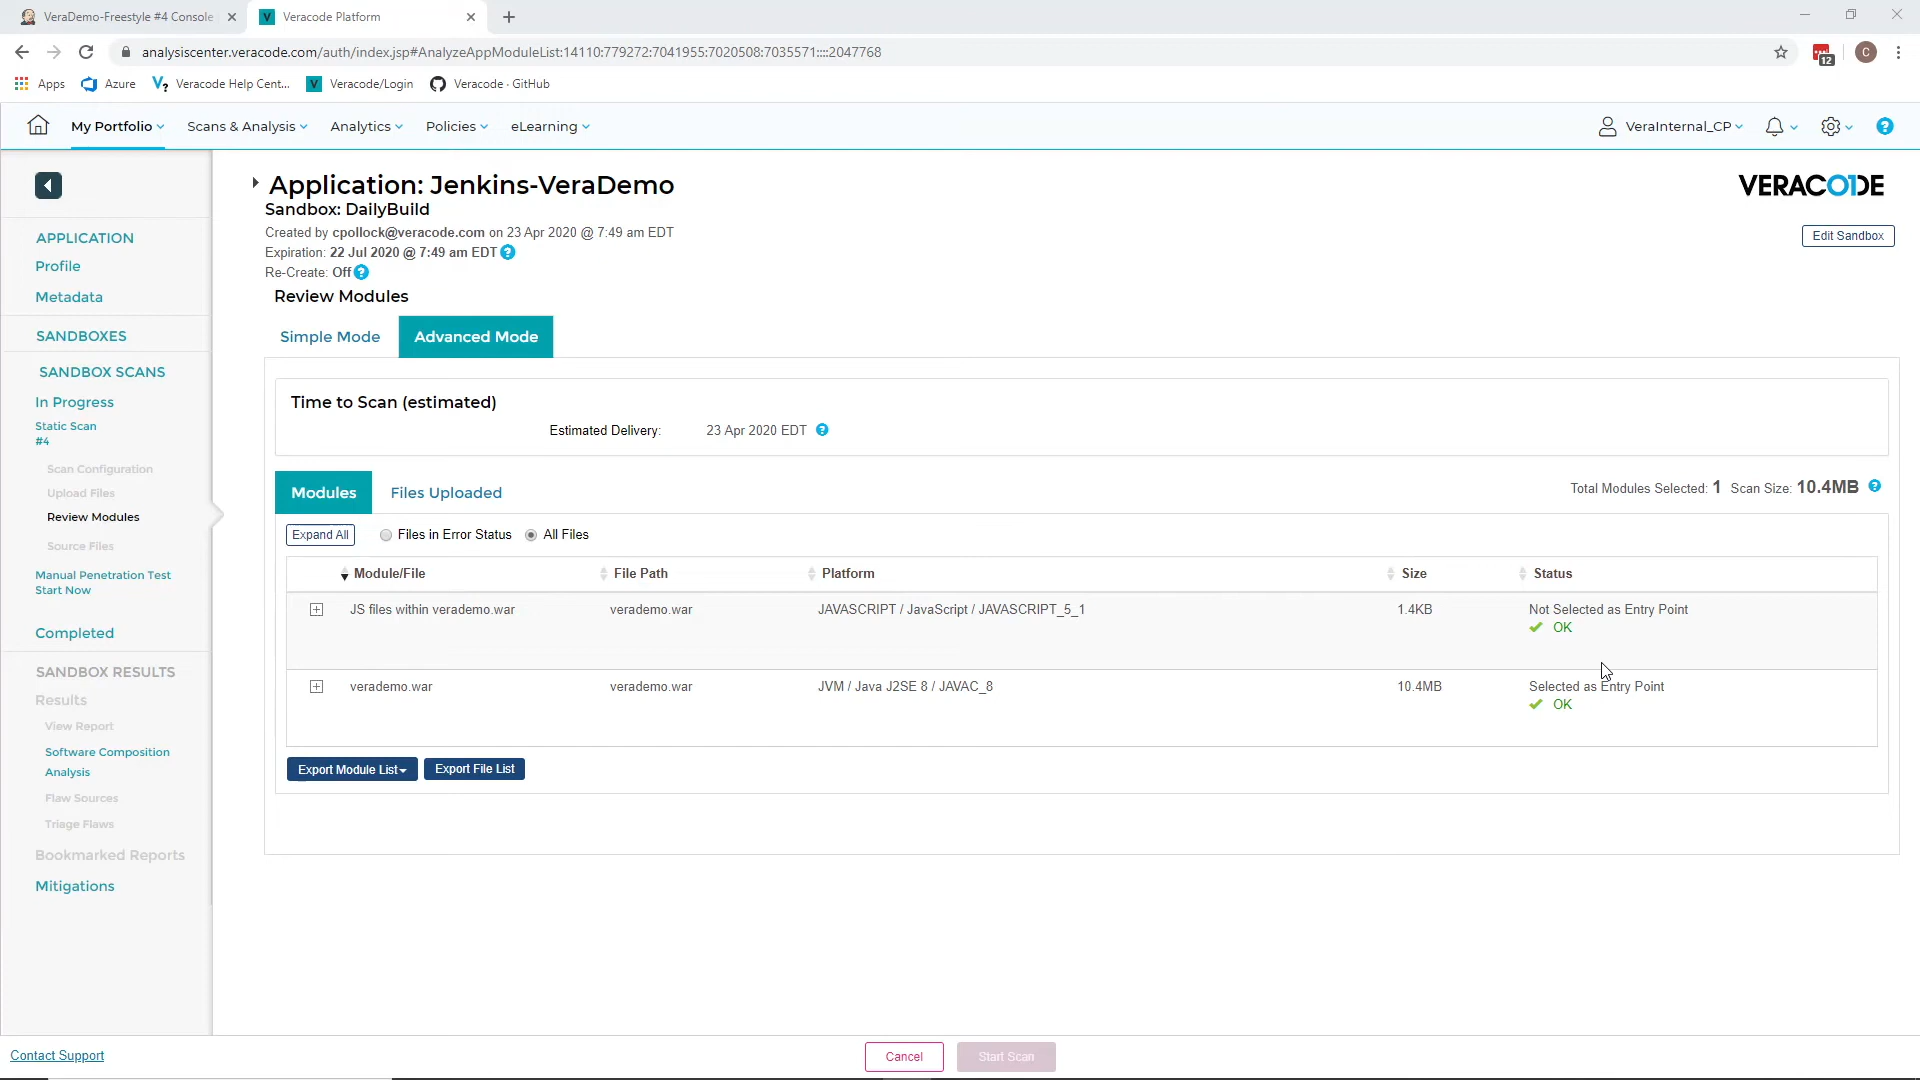 VeraDemo-Freestyle #4 Console
Veracode Platform
analysiscenter.veracode.com/auth/index.jsp#AnalyzeAppModuleList:14110:779272:7041955:7020508:7035571::::2047768
12
C
Apps
Azure
Veracode Help Cent...
Veracode/Login
Veracode · GitHub
My Portfolio
Scans & Analysis
Analytics
Policies
eLearning
VeraInternal_CP
Application: Jenkins-VeraDemo
VERACODE
Sandbox: DailyBuild
Created by cpollock@veracode.com on 23 Apr 2020 @ 7:49 am EDT
Edit Sandbox
Expiration: 22 Jul 2020 @ 7:49 am EDT
Re-Create: Off
Review Modules
Simple Mode
Advanced Mode
APPLICATION
Profile
Metadata
SANDBOXES
SANDBOX SCANS
In Progress
Static Scan
#4
Scan Configuration
Upload Files
Review Modules
Source Files
Manual Penetration Test
Start Now
Completed
SANDBOX RESULTS
Results
View Report
Software Composition
Analysis
Flaw Sources
Triage Flaws
Bookmarked Reports
Mitigations
Time to Scan (estimated)
Estimated Delivery: 23 Apr 2020 EDT
Modules
Files Uploaded
Total Modules Selected: 1 Scan Size: 10.4MB
Expand All
Files in Error Status
All Files
Module/File File Path Platform Size Status
JS files within verademo.war verademo.war JAVASCRIPT / JavaScript / JAVASCRIPT_5_1 1.4KB Not Selected as Entry Point
OK
verademo.war verademo.war JVM / Java J2SE 8 / JAVAC_8 10.4MB Selected as Entry Point
OK
Export Module List
Export File List
Contact Support
Cancel
Start Scan